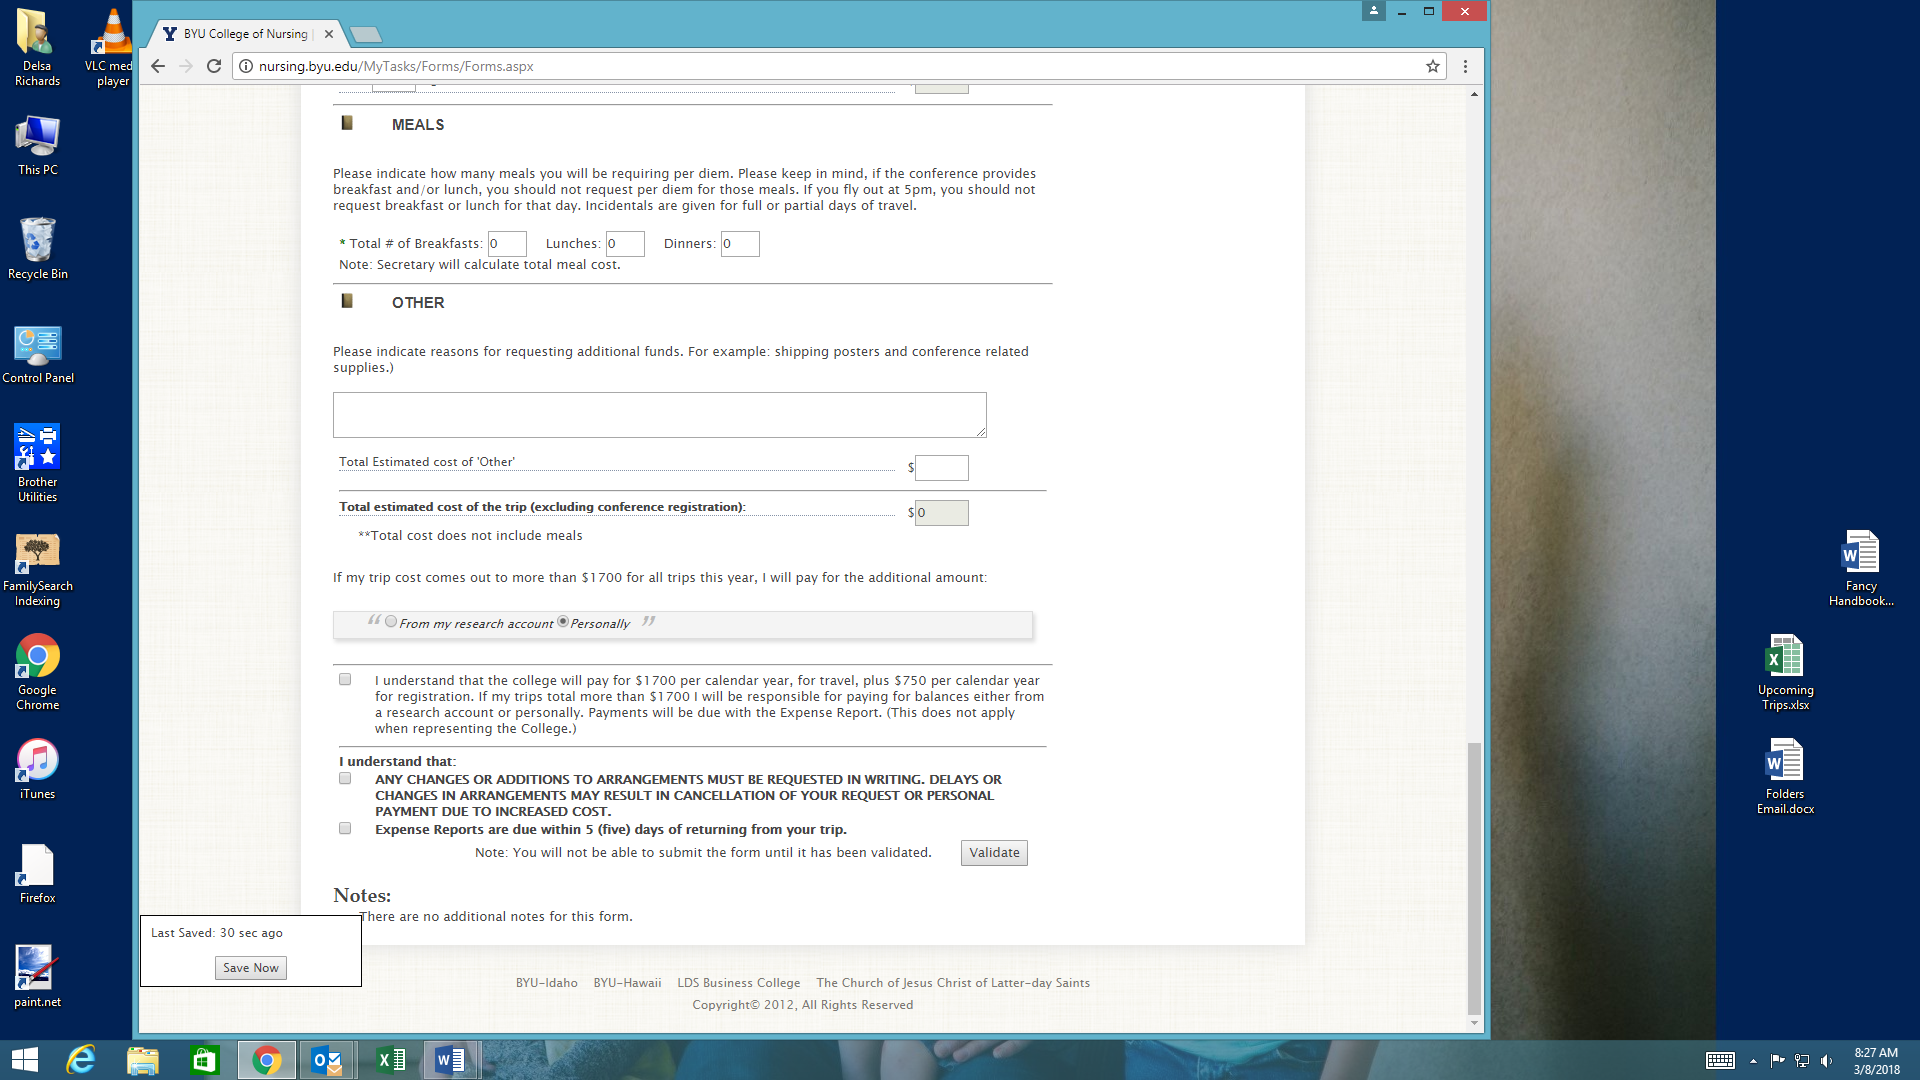 Delsa
Richards
VLC med
player
This PC
Recycle Bin
Control Panel
Brother
Utilities
FamilySearch
Indexing
Google
Chrome
iTunes
Firefox
paint.net
BYU College of Nursing |
nursing.byu.edu/MyTasks/Forms/Forms.aspx
MEALS
Please indicate how many meals you will be requiring per diem. Please keep in mind, if the conference provides
breakfast and/or lunch, you should not request per diem for those meals. If you fly out at 5pm, you should not
request breakfast or lunch for that day. Incidentals are given for full or partial days of travel.
* Total # of Breakfasts: 0 Lunches: 0 Dinners: 0
Note: Secretary will calculate total meal cost.
OTHER
Please indicate reasons for requesting additional funds. For example: shipping posters and conference related
supplies.)
Total Estimated cost of 'Other' $
Total estimated cost of the trip (excluding conference registration): $ 0
**Total cost does not include meals
If my trip cost comes out to more than $1700 for all trips this year, I will pay for the additional amount:
“ From my research account Personally ”
I understand that the college will pay for $1700 per calendar year, for travel, plus $750 per calendar year
for registration. If my trips total more than $1700 I will be responsible for paying for balances either from
a research account or personally. Payments will be due with the Expense Report. (This does not apply
when representing the College.)
I understand that:
ANY CHANGES OR ADDITIONS TO ARRANGEMENTS MUST BE REQUESTED IN WRITING. DELAYS OR
CHANGES IN ARRANGEMENTS MAY RESULT IN CANCELLATION OF YOUR REQUEST OR PERSONAL
PAYMENT DUE TO INCREASED COST.
Expense Reports are due within 5 (five) days of returning from your trip.
Note: You will not be able to submit the form until it has been validated. Validate
Notes:
There are no additional notes for this form.
Last Saved: 30 sec ago
Save Now
BYU-Idaho BYU-Hawaii LDS Business College The Church of Jesus Christ of Latter-day Saints
Copyright© 2012, All Rights Reserved
Fancy
Handbook...
Upcoming
Trips.xlsx
Folders
Email.docx
8:27 AM
3/8/2018